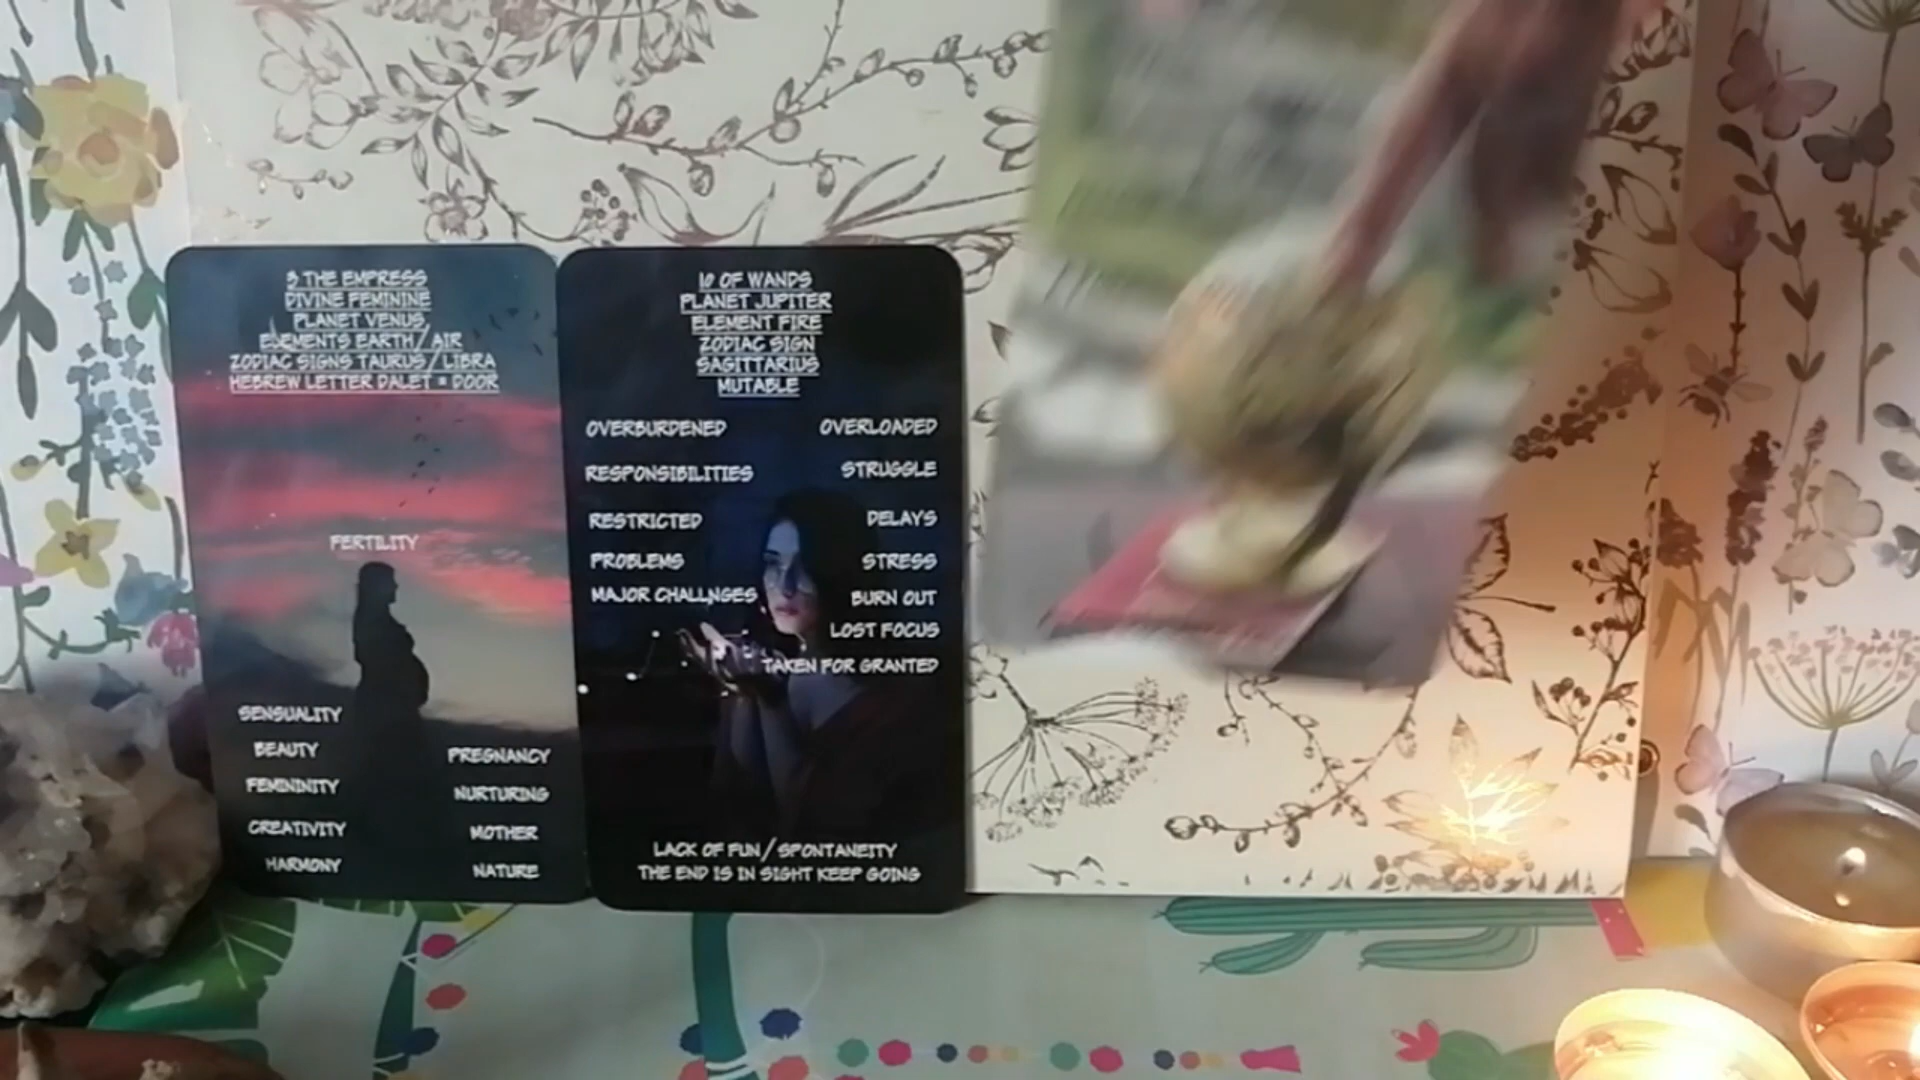 3 THE EMPRESS
DIVINE FEMININE
PLANET VENUS
ELEMENTS EARTH/AIR
ZODIAC SIGNS TAURUS/LIBRA
HEBREW LETTER DALET = DOOR
FERTILITY
SENSUALITY
BEAUTY
PREGNANCY
FEMININITY
NURTURING
CREATIVITY
MOTHER
HARMONY
NATURE
10 OF WANDS
PLANET JUPITER
ELEMENT FIRE
ZODIAC SIGN
SAGITTARIUS
MUTABLE
OVERBURDENED
OVERLOADED
RESPONSIBILITIES
STRUGGLE
RESTRICTED
DELAYS
PROBLEMS
STRESS
MAJOR CHALLNGES
BURN OUT
LOST FOCUS
TAKEN FOR GRANTED
LACK OF FUN/SPONTANEITY
THE END IS IN SIGHT KEEP GOING